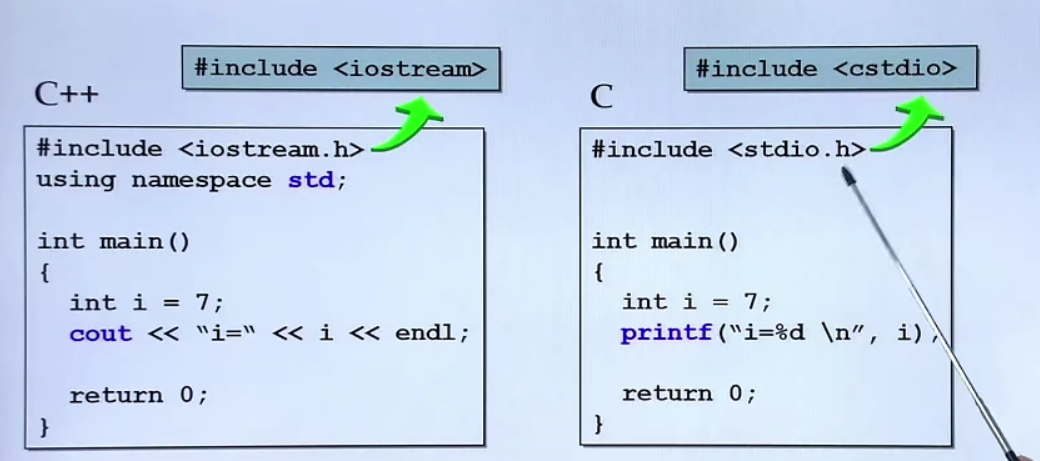 #include <iostream>
C++
#include <iostream.h>
using namespace std;
int main()
{
int i = 7;
cout << "i=" << i << endl;
return 0;
}
#include <cstdio>
C
#include <stdio.h>
int main()
{
int i = 7;
printf("i=%d \n", i);
return 0;
}